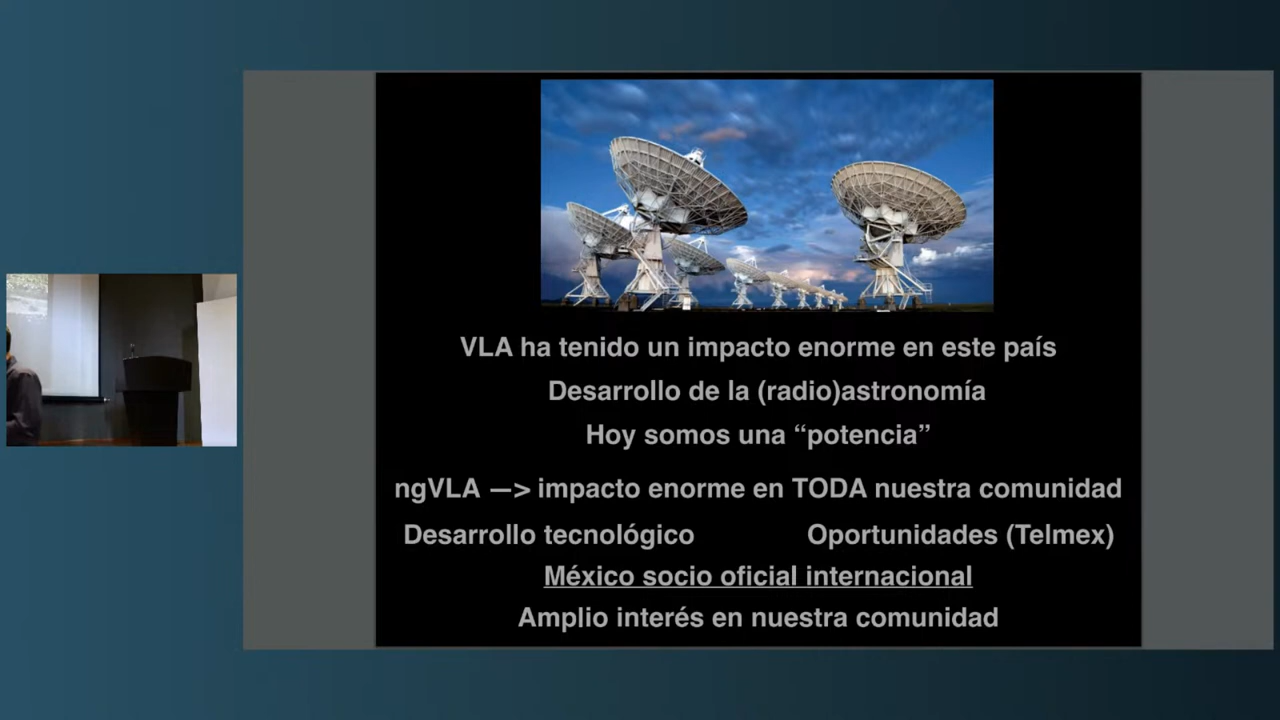 VLA ha tenido un impacto enorme en este país
Desarrollo de la (radio)astronomía
Hoy somos una “potencia”
ngVLA —> impacto enorme en TODA nuestra comunidad
Desarrollo tecnológico Oportunidades (Telmex)
México socio oficial internacional
Amplio interés en nuestra comunidad